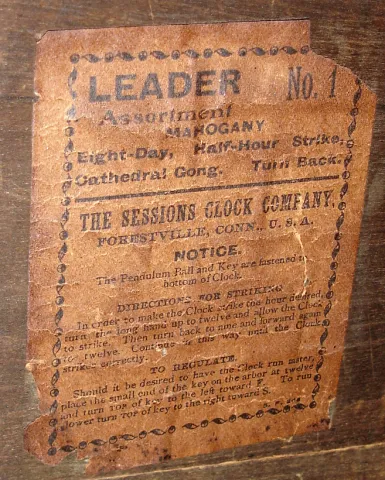 LEADER No. 1
Assortment
MAHOGANY
Eight-Day, Half-Hour Strike,
Cathedral Gong. Turn Back.
THE SESSIONS CLOCK COMPANY,
FORESTVILLE, CONN., U. S. A.
NOTICE.
The Pendulum Ball and Key are fastened to
bottom of Clock.
DIRECTIONS FOR STRIKING
In order to make the Clock strike the hour desired,
turn the long hand up to twelve and allow the Clock
to strike. Then turn back to nine and forward again
to twelve. Continue in this way until the Clock
strikes correctly.
TO REGULATE.
Should it be desired to have the Clock run faster,
place the small end of the key on the arbor at twelve
and turn TOP of key to the left toward F. To run
slower turn TOP of key to the right toward S.